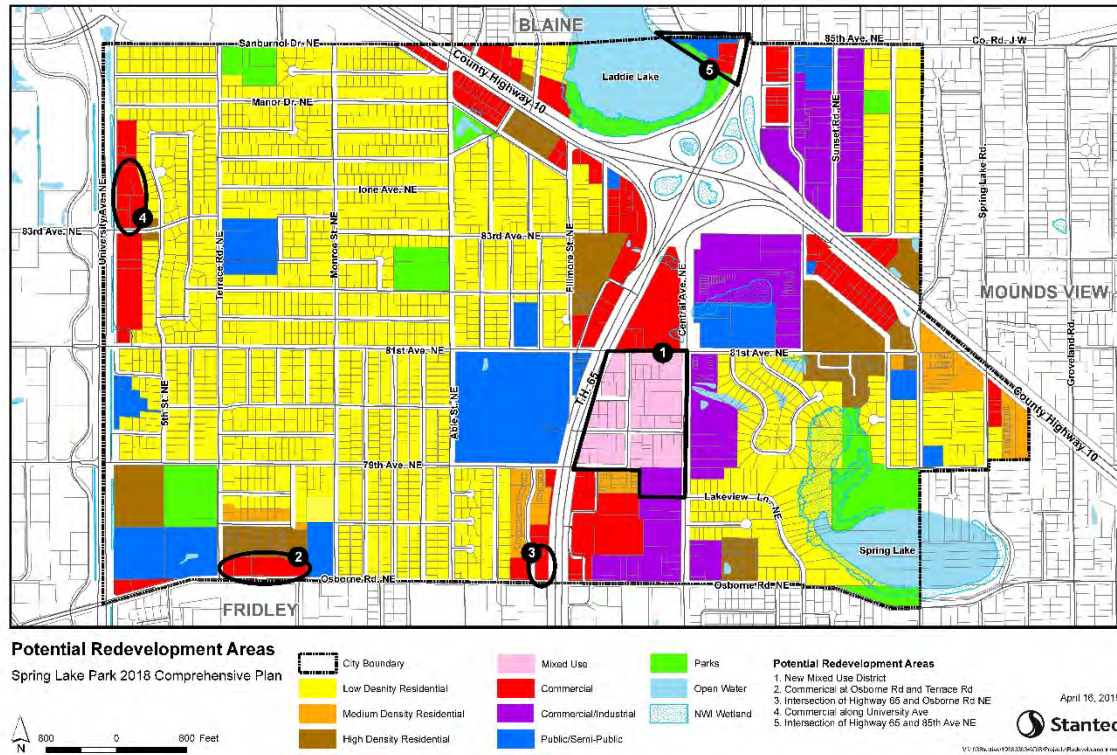 BLAINE
Sanburnol Dr. NE
85th Ave. NE
Co. Rd. J W
County Highway 10
Laddie Lake
5
Manor Dr. NE
Sunset Rd. NE
Spring Lake Rd.
University Ave. NE
Ione Ave. NE
4
83rd Ave. NE
83rd Ave. NE
Terrace Rd. NE
Monroe St. NE
Fillmore St. NE
Central Ave. NE
MOUNDS VIEW
Groveland Rd.
81st Ave. NE
1
81st Ave. NE
T.H. 65
5th St. NE
Able St. NE
County Highway 10
79th Ave. NE
Lakeview Ln. NE
2
3
Spring Lake
Osborne Rd. NE
Osborne Rd. NE
FRIDLEY
Potential Redevelopment Areas
Spring Lake Park 2018 Comprehensive Plan
N
800 0 800 Feet
City Boundary
Low Desnity Residential
Medium Density Residential
High Density Residential
Mixed Use
Commercial
Commercial/Industrial
Public/Semi-Public
Parks
Open Water
NWI Wetland
Potential Redevelopment Areas
1. New Mixed Use District
2. Commerical at Osborne Rd and Terrace Rd
3. Intersection of Highway 65 and Osborne Rd NE
4. Commercial along University Ave
5. Intersection of Highway 65 and 85th Ave NE
April 16, 201
Stantec